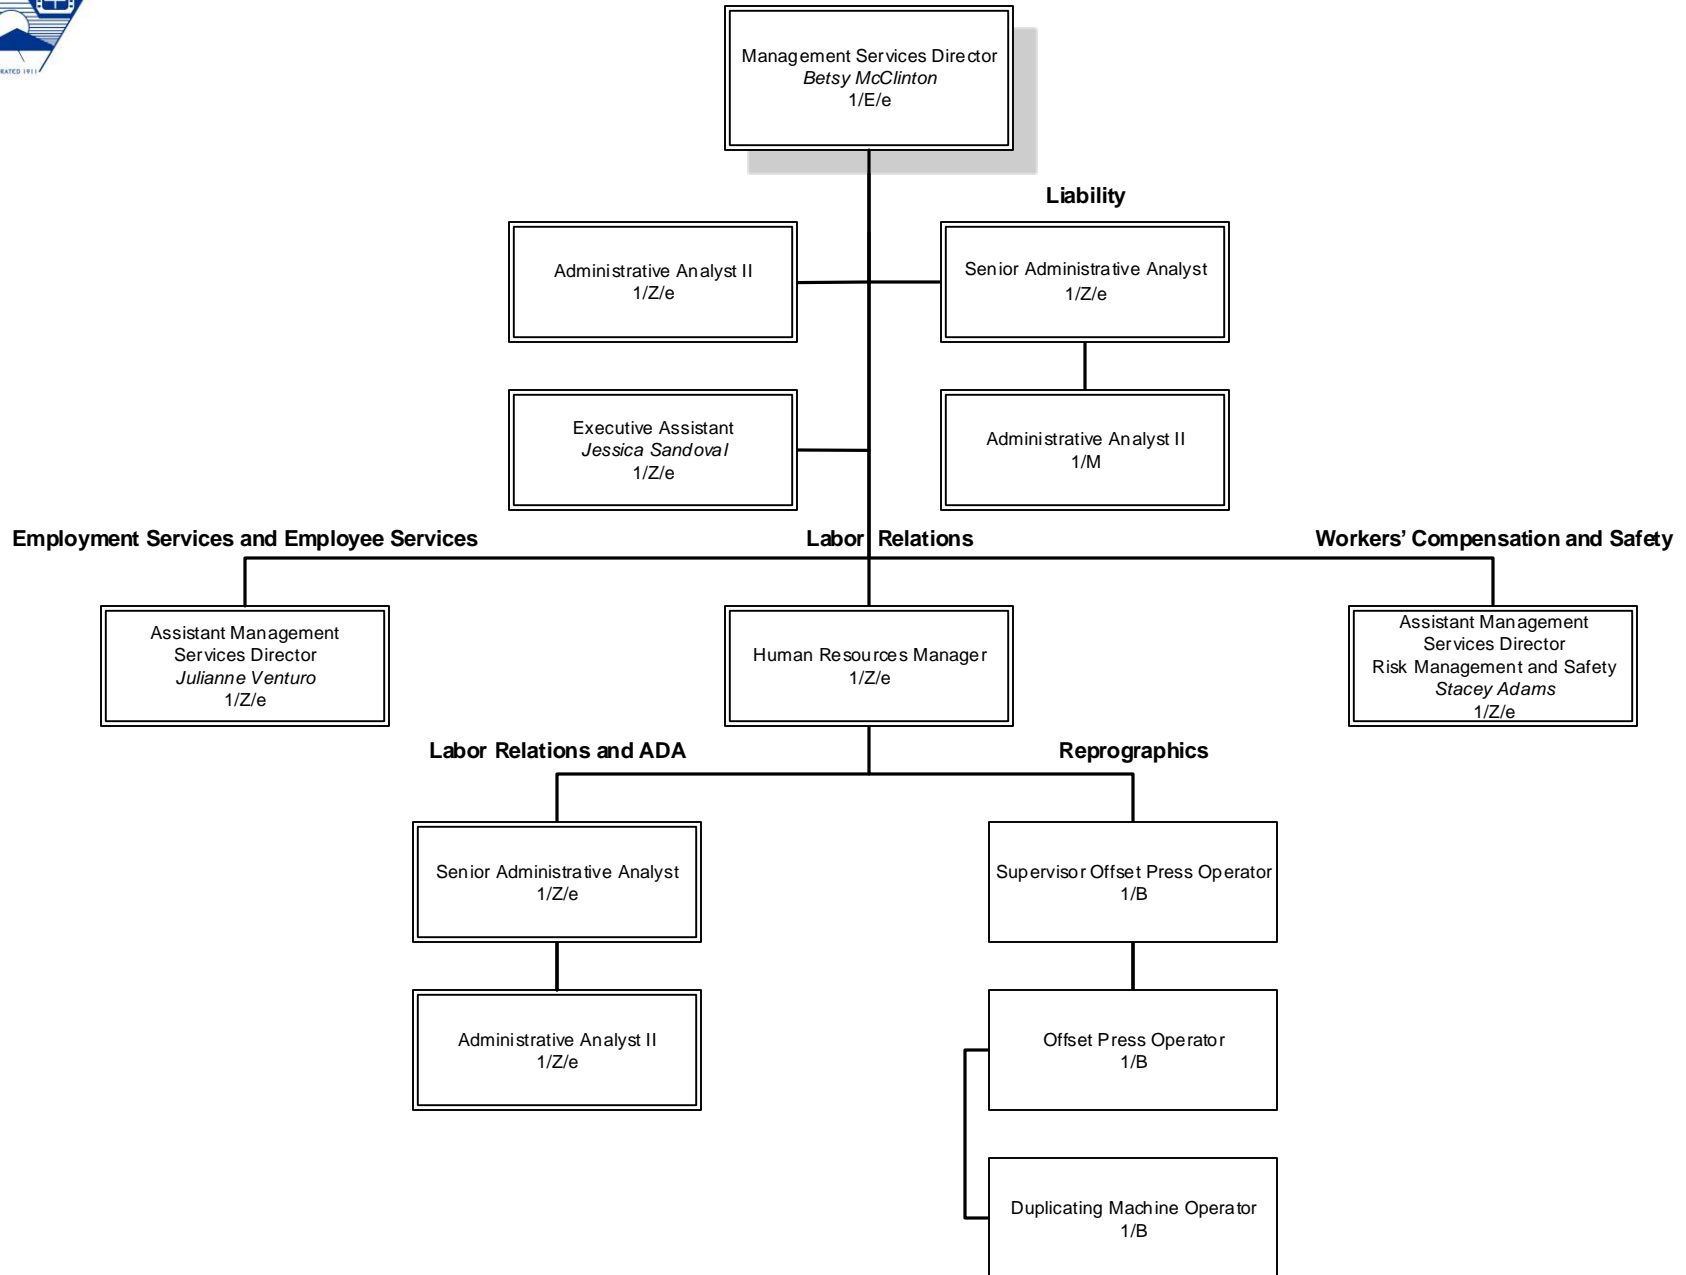 RATED 1911
Management Services Director
Betsy McClinton
1/E/e
Liability
Administrative Analyst II
1/Z/e
Senior Administrative Analyst
1/Z/e
Executive Assistant
Jessica Sandoval
1/Z/e
Administrative Analyst II
1/M
Employment Services and Employee Services
Labor Relations
Workers’ Compensation and Safety
Assistant Management
Services Director
Julianne Venturo
1/Z/e
Human Resources Manager
1/Z/e
Assistant Management
Services Director
Risk Management and Safety
Stacey Adams
1/Z/e
Labor Relations and ADA
Reprographics
Senior Administrative Analyst
1/Z/e
Supervisor Offset Press Operator
1/B
Administrative Analyst II
1/Z/e
Offset Press Operator
1/B
Duplicating Machine Operator
1/B